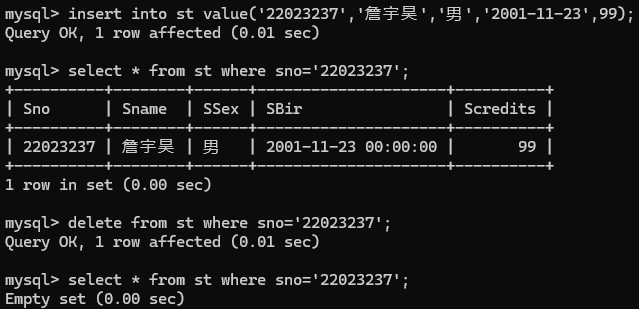 mysql> insert into st value('22023237','詹宇昊','男','2001-11-23',99);
Query OK, 1 row affected (0.01 sec)
mysql> select * from st where sno='22023237';
+----------+--------+------+---------------------+----------+
| Sno      | Sname  | SSex | SBir                | Scredits |
+----------+--------+------+---------------------+----------+
| 22023237 | 詹宇昊 | 男   | 2001-11-23 00:00:00 |       99 |
+----------+--------+------+---------------------+----------+
1 row in set (0.00 sec)
mysql> delete from st where sno='22023237';
Query OK, 1 row affected (0.01 sec)
mysql> select * from st where sno='22023237';
Empty set (0.00 sec)